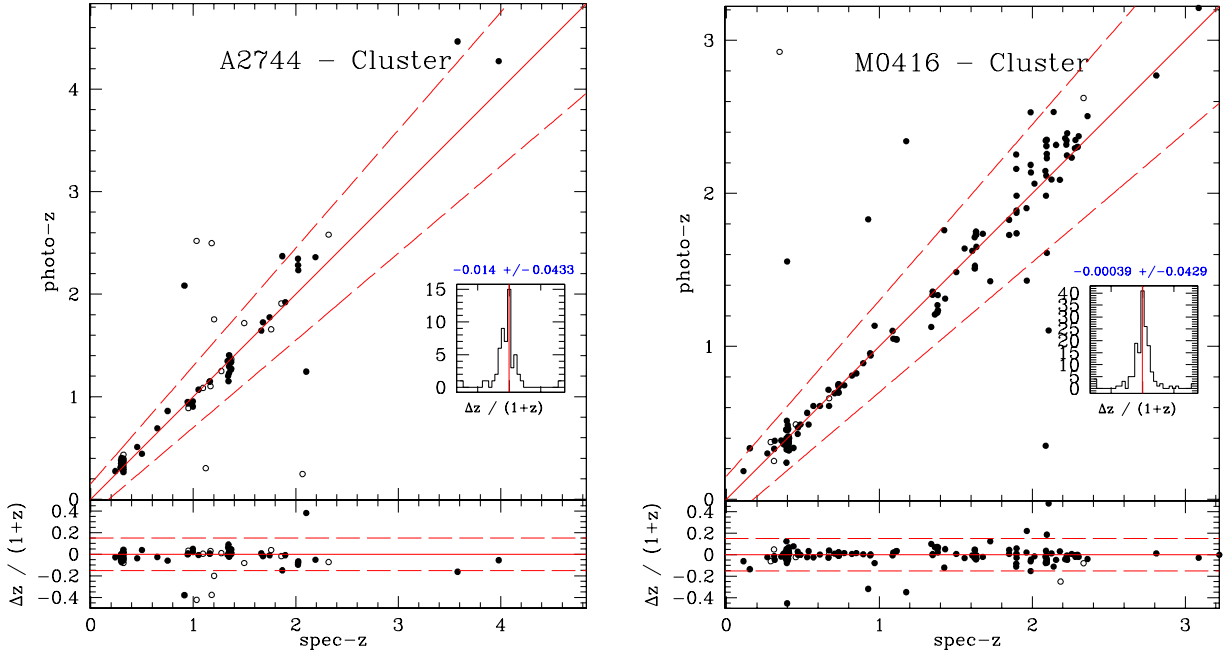 A2744 – Cluster
photo-z
4
3
2
1
0
-0.014 +/-0.0433
15
10
5
0
Δz / (1+z)
Δz / (1+z)
0.4
0.2
0
-0.2
-0.4
0 1 2 3 4
spec-z
M0416 – Cluster
photo-z
3
2
1
0
-0.00039 +/-0.0429
40
35
30
25
20
15
10
5
0
Δz / (1+z)
Δz / (1+z)
0.4
0.2
0
-0.2
-0.4
0 1 2 3
spec-z